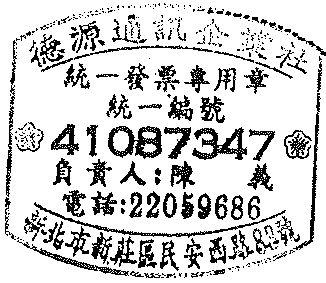 德源通訊企業社
統一發票專用章
統一編號
41087347
負責人:陳 義
電話:22059686
新北市新莊區民安西路82號